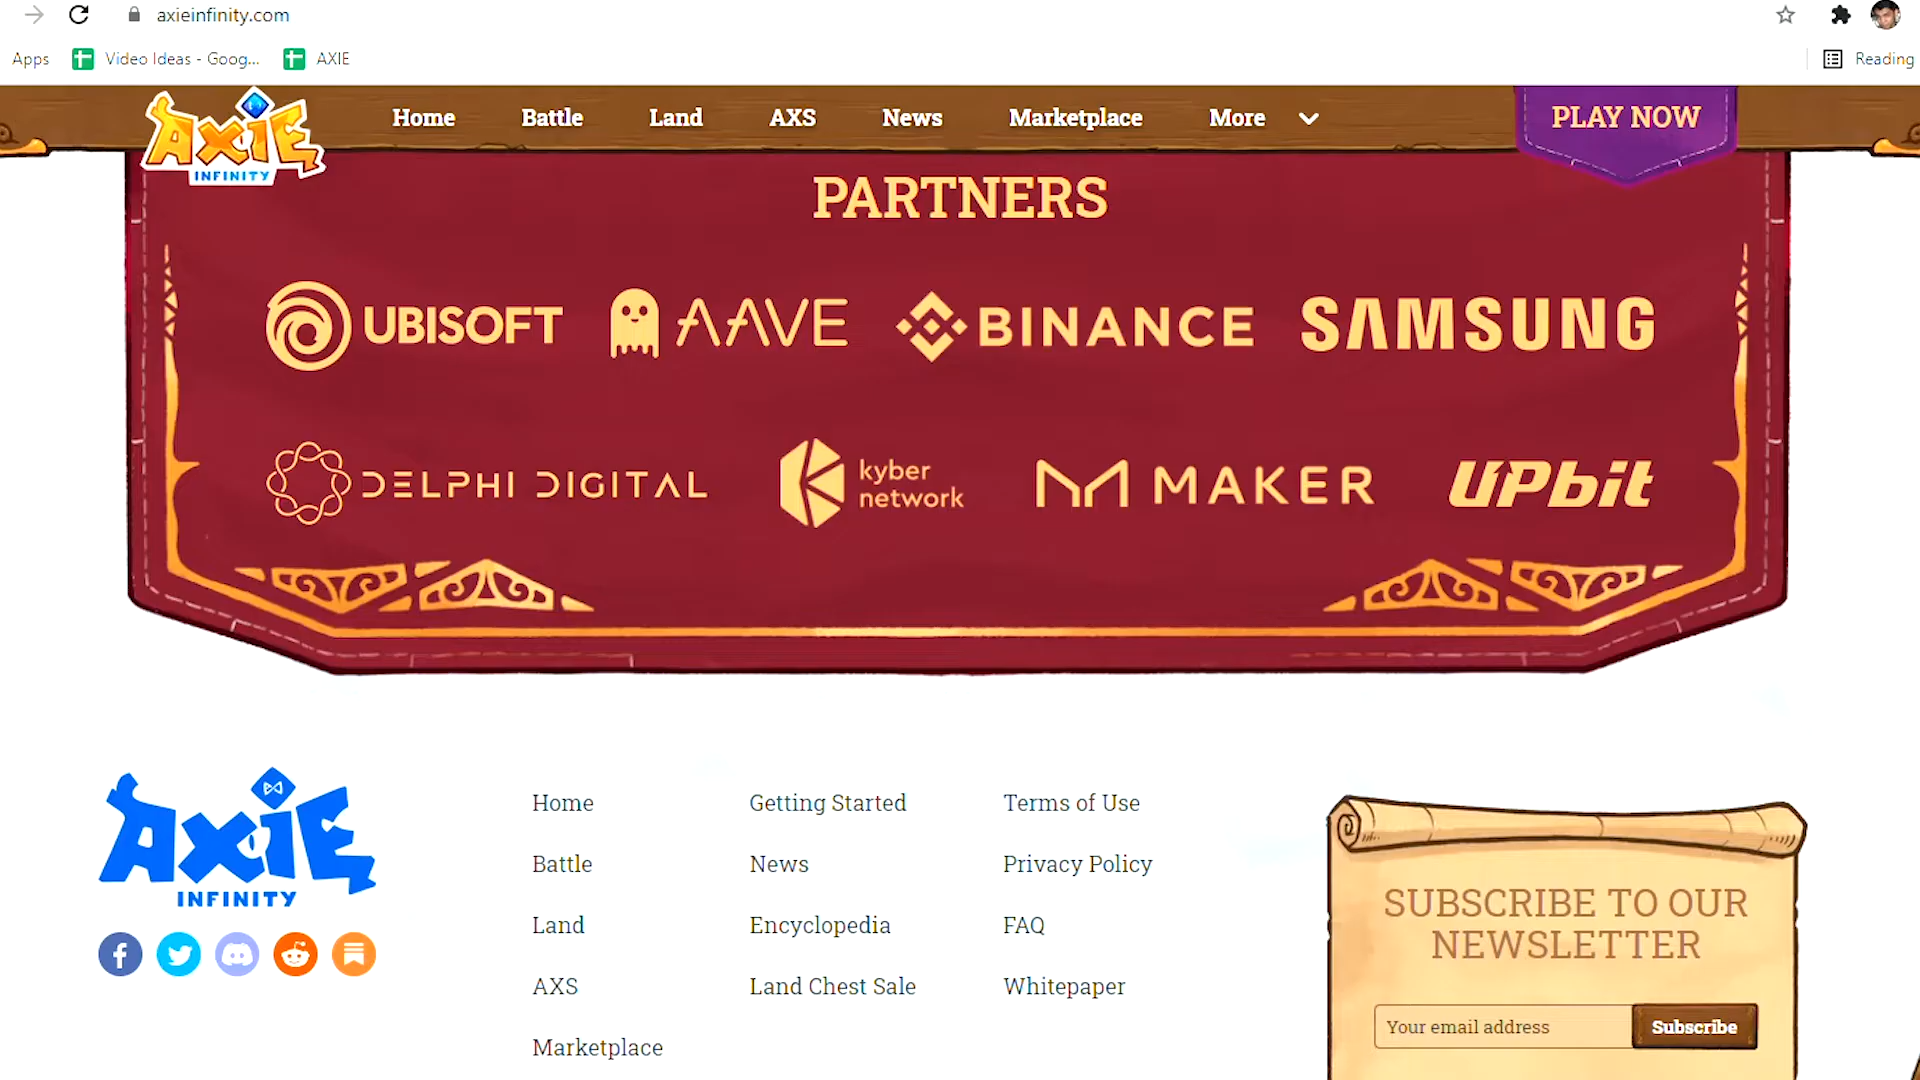 axieinfinity.com
Apps Video Ideas - Goog... AXIE Reading
AXIE INFINITY Home Battle Land AXS News Marketplace More PLAY NOW
PARTNERS
UBISOFT AAVE BINANCE SAMSUNG
DELPHI DIGITAL kyber network MAKER UPbit
AXIE INFINITY
Home Getting Started Terms of Use
Battle News Privacy Policy
Land Encyclopedia FAQ
AXS Land Chest Sale Whitepaper
Marketplace
SUBSCRIBE TO OUR
NEWSLETTER
Your email address Subscribe